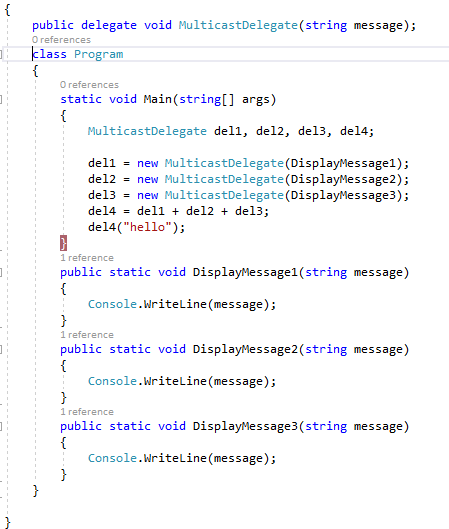 {
public delegate void MulticastDelegate(string message);
0 references
class Program
{
0 references
static void Main(string[] args)
{
MulticastDelegate del1, del2, del3, del4;
del1 = new MulticastDelegate(DisplayMessage1);
del2 = new MulticastDelegate(DisplayMessage2);
del3 = new MulticastDelegate(DisplayMessage3);
del4 = del1 + del2 + del3;
del4("hello");
}
1 reference
public static void DisplayMessage1(string message)
{
Console.WriteLine(message);
}
1 reference
public static void DisplayMessage2(string message)
{
Console.WriteLine(message);
}
1 reference
public static void DisplayMessage3(string message)
{
Console.WriteLine(message);
}
}
}